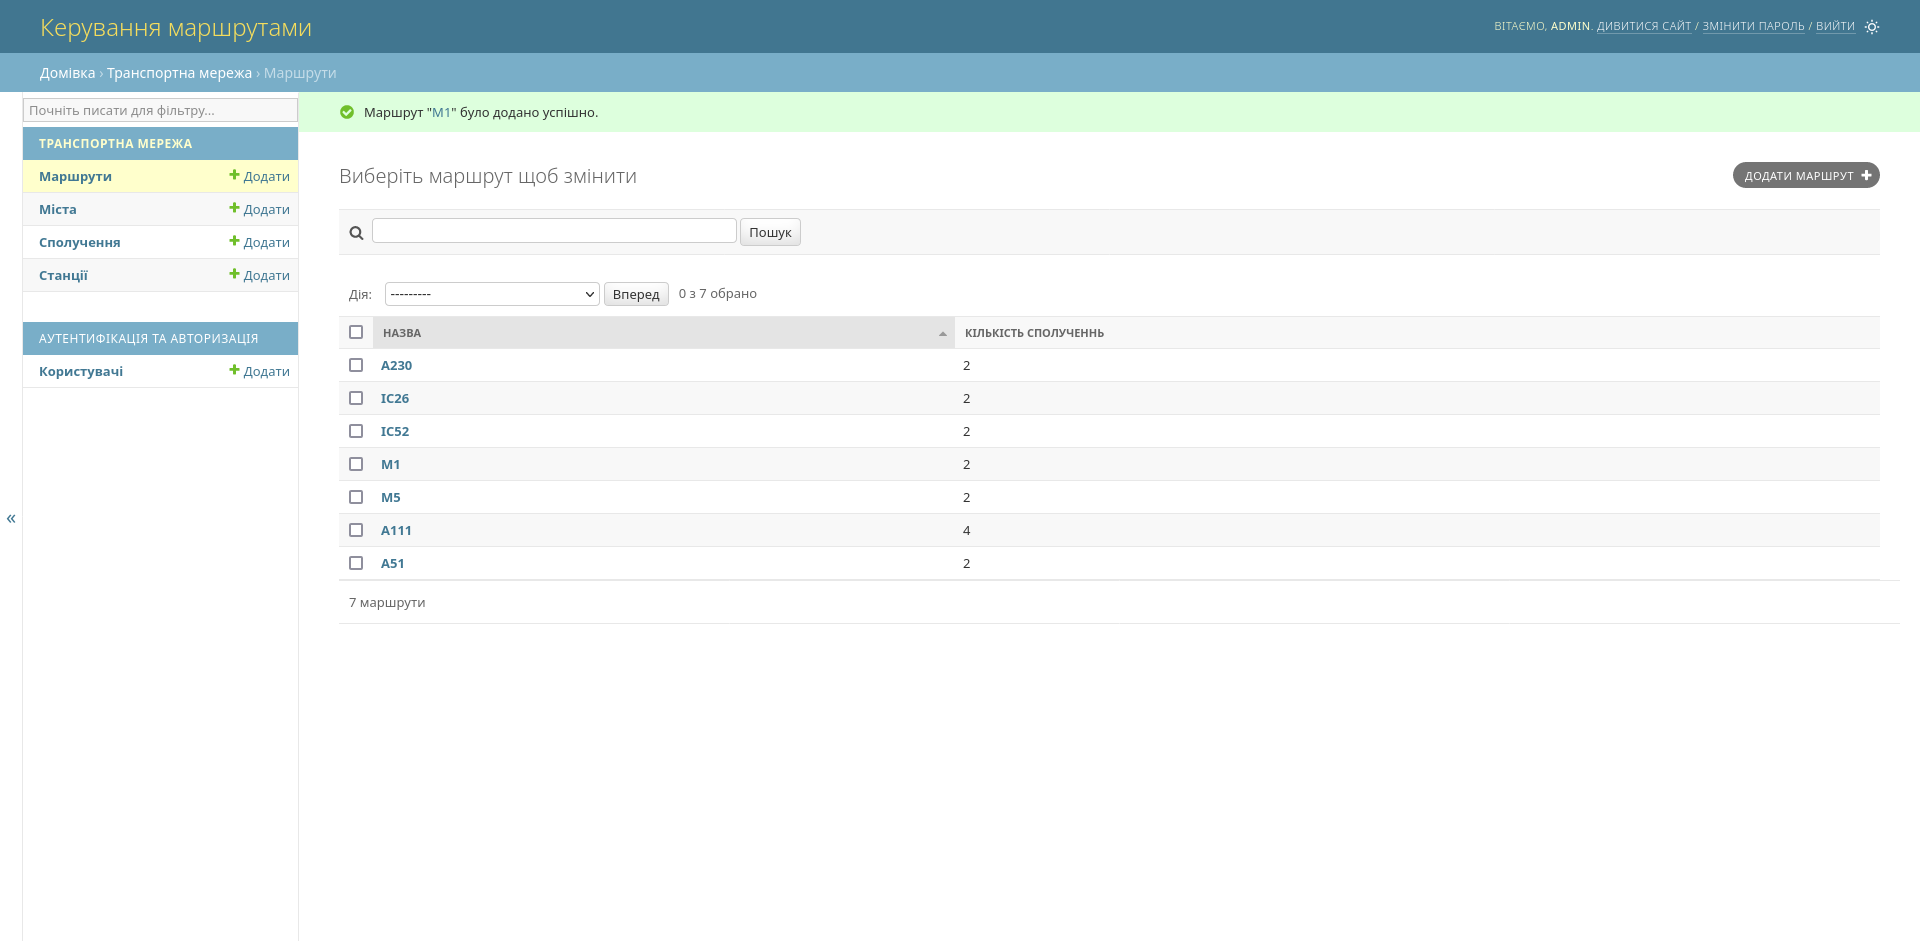 Керування маршрутами
ВІТАЄМО, ADMIN. ДИВИТИСЯ САЙТ / ЗМІНИТИ ПАРОЛЬ / ВИЙТИ
Домівка › Транспортна мережа › Маршрути
Почніть писати для фільтру...
ТРАНСПОРТНА МЕРЕЖА
Маршрути Додати
Міста Додати
Сполучення Додати
Станції Додати
АУТЕНТИФІКАЦІЯ ТА АВТОРИЗАЦІЯ
Користувачі Додати
«
Маршрут "М1" було додано успішно.
Виберіть маршрут щоб змінити
ДОДАТИ МАРШРУТ
Пошук
Дія: --------- Вперед 0 з 7 обрано
НАЗВА КІЛЬКІСТЬ СПОЛУЧЕННЬ
A230 2
IC26 2
IC52 2
M1 2
M5 2
А111 4
А51 2
7 маршрути